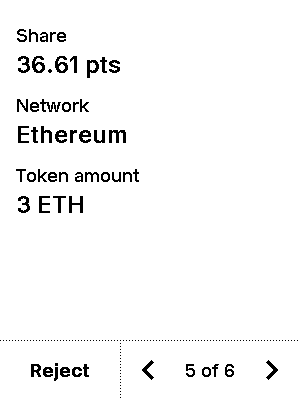 Share
36.61 pts
Network
Ethereum
Token amount
3 ETH
Reject
5 of 6